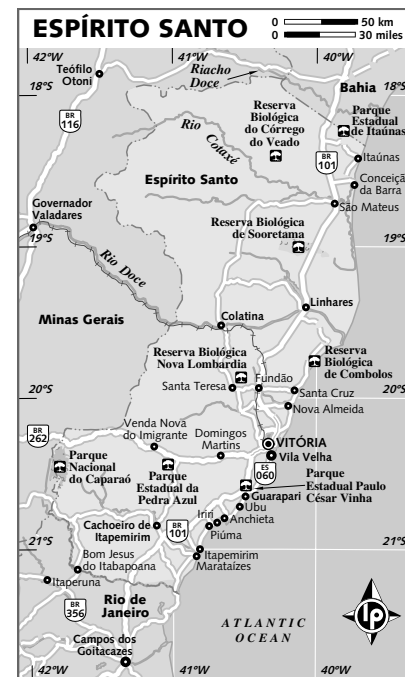 ESPÍRITO SANTO
0 50 km
0 30 miles
42°W 41°W 40°W
Teófilo
Otoni
Riacho
Doce
Bahia
18°S 18°S
BR
116
Reserva
Biológica
do Córrego
do Veado
Parque
Estadual
de Itaúnas
Rio
Cotaxé
BR
101
Itaúnas
Conceiçã
da Barra
Espírito Santo
São Mateus
Governador
Valadares
Reserva Biológica
de Sooretama
19°S 19°S
Rio Doce
Linhares
Colatina
Minas Gerais
Reserva Biológica
Nova Lombardia
Reserva
Biológica
de Combolos
Santa Teresa
Fundão
Santa Cruz
20°S 20°S
Nova Almeida
BR
262
Venda Nova
do Imigrante
Domingos
Martins
VITÓRIA
Vila Velha
ES
060
Parque
Nacional
do Caparaó
Parque
Estadual da
Pedra Azul
Parque
Estadual Paulo
César Vinha
Guarapari
Ubu
Anchieta
Iriri
Piúma
Cachoeiro de
Itapemirim
BR
101
21°S 21°S
Itapemirim
Marataízes
Bom Jesus
do Itabapoana
Itaperuna
BR
356
Rio de
Janeiro
ATLANTIC
OCEAN
lp
Campos dos
Goitacazes
42°W 41°W 40°W